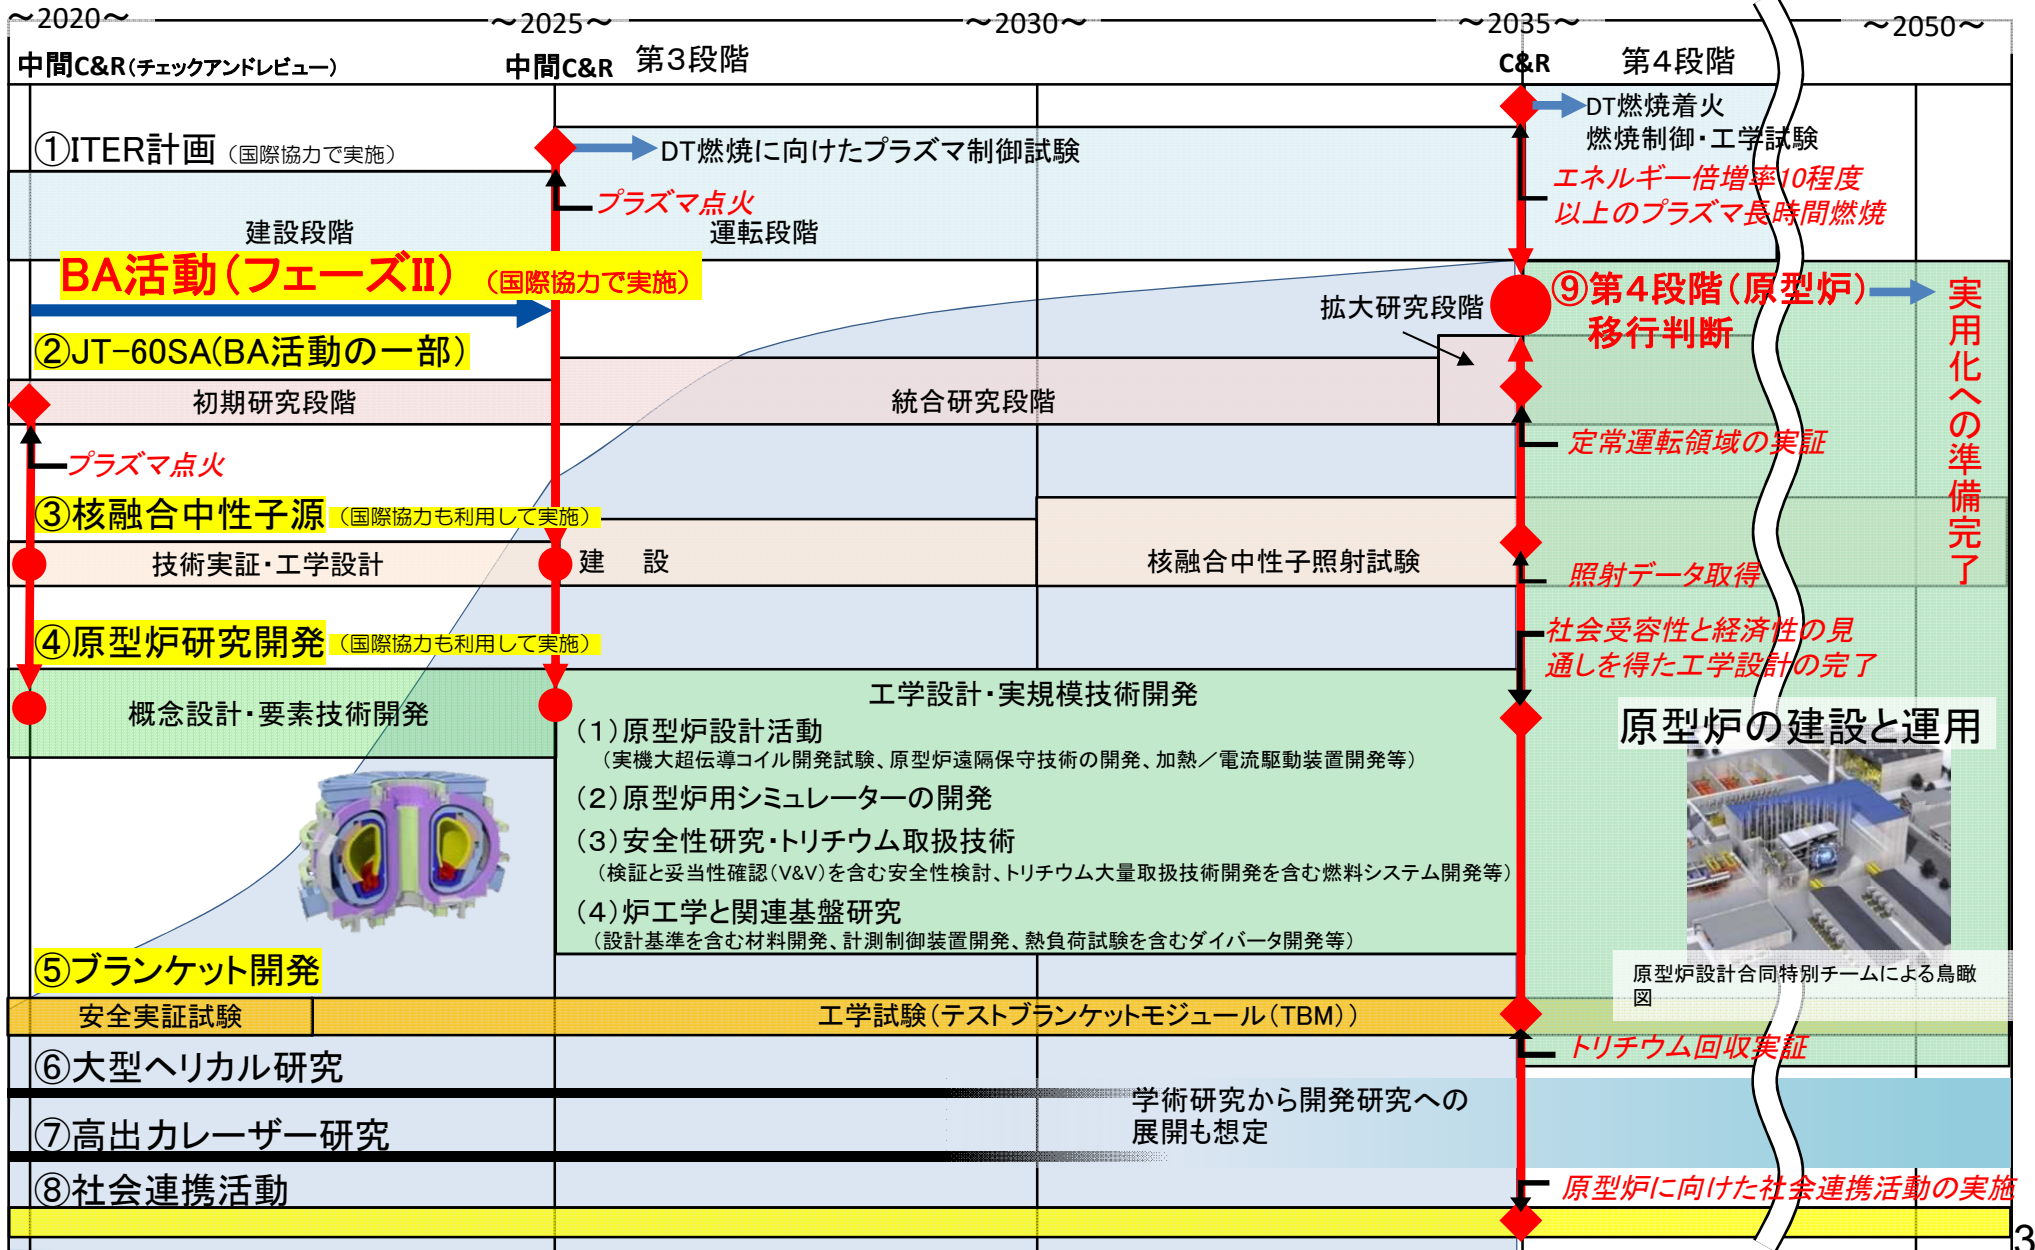 ～2020～
～2025～
～2030～
～2035～
～2050～
中間C&R(チェックアンドレビュー)
中間C&R
第3段階
C&R
第4段階
①ITER計画（国際協力で実施）
DT燃焼に向けたプラズマ制御試験
DT燃焼着火
燃焼制御・工学試験
プラズマ点火
エネルギー倍増率10程度
以上のプラズマ長時間燃焼
建設段階
運転段階
BA活動（フェーズII）（国際協力で実施）
⑨第4段階（原型炉）
移行判断
実用化への準備完了
拡大研究段階
②JT-60SA(BA活動の一部)
初期研究段階
統合研究段階
定常運転領域の実証
プラズマ点火
③核融合中性子源（国際協力も利用して実施）
技術実証・工学設計
建　設
核融合中性子照射試験
照射データ取得
④原型炉研究開発（国際協力も利用して実施）
社会受容性と経済性の見
通しを得た工学設計の完了
概念設計・要素技術開発
工学設計・実規模技術開発
（1）原型炉設計活動
（実機大超伝導コイル開発試験、原型炉遠隔保守技術の開発、加熱／電流駆動装置開発等）
（2）原型炉用シミュレーターの開発
（3）安全性研究・トリチウム取扱技術
（検証と妥当性確認（V&V）を含む安全性検討、トリチウム大量取扱技術開発を含む燃料システム開発等）
（4）炉工学と関連基盤研究
（設計基準を含む材料開発、計測制御装置開発、熱負荷試験を含むダイバータ開発等）
原型炉の建設と運用
原型炉設計合同特別チームによる鳥瞰
図
⑤ブランケット開発
安全実証試験
工学試験（テストブランケットモジュール（TBM））
トリチウム回収実証
⑥大型ヘリカル研究
学術研究から開発研究への
展開も想定
⑦高出力レーザー研究
⑧社会連携活動
原型炉に向けた社会連携活動の実施
3